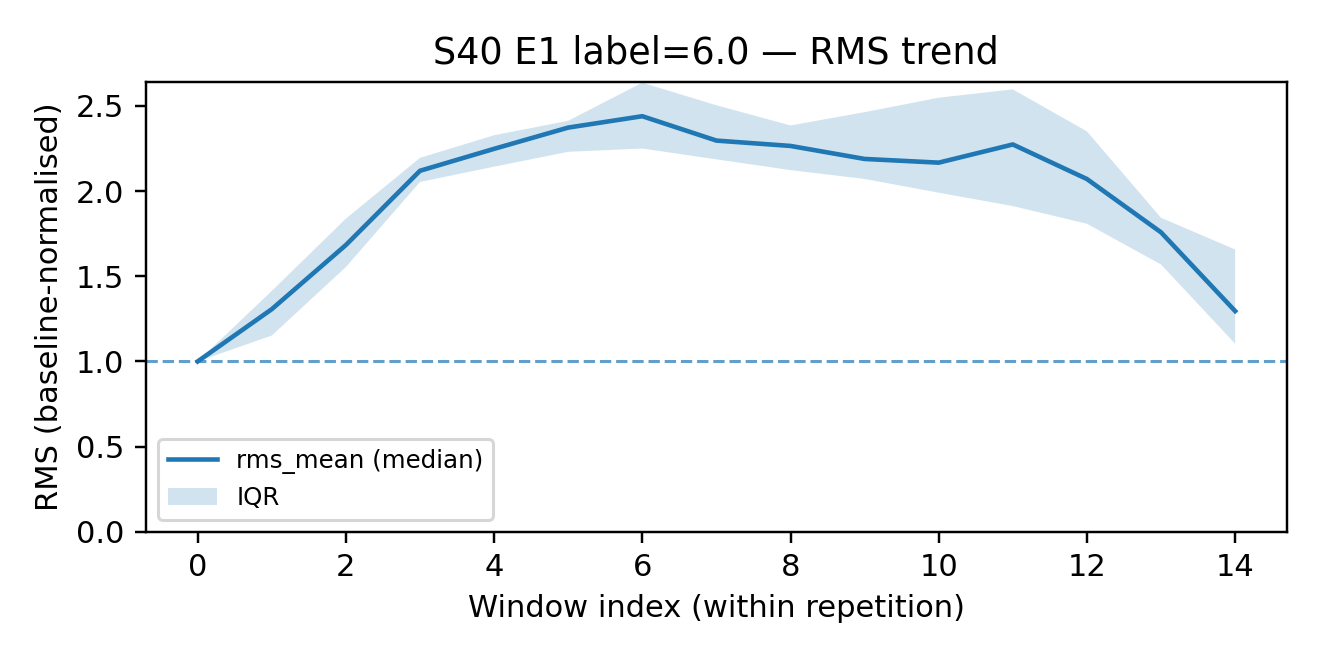 S40 E1 label=6.0 — RMS trend
RMS (baseline-normalised)
2.5
2.0
1.5
1.0
0.5
0.0
rms_mean (median)
IQR
0 2 4 6 8 10 12 14
Window index (within repetition)